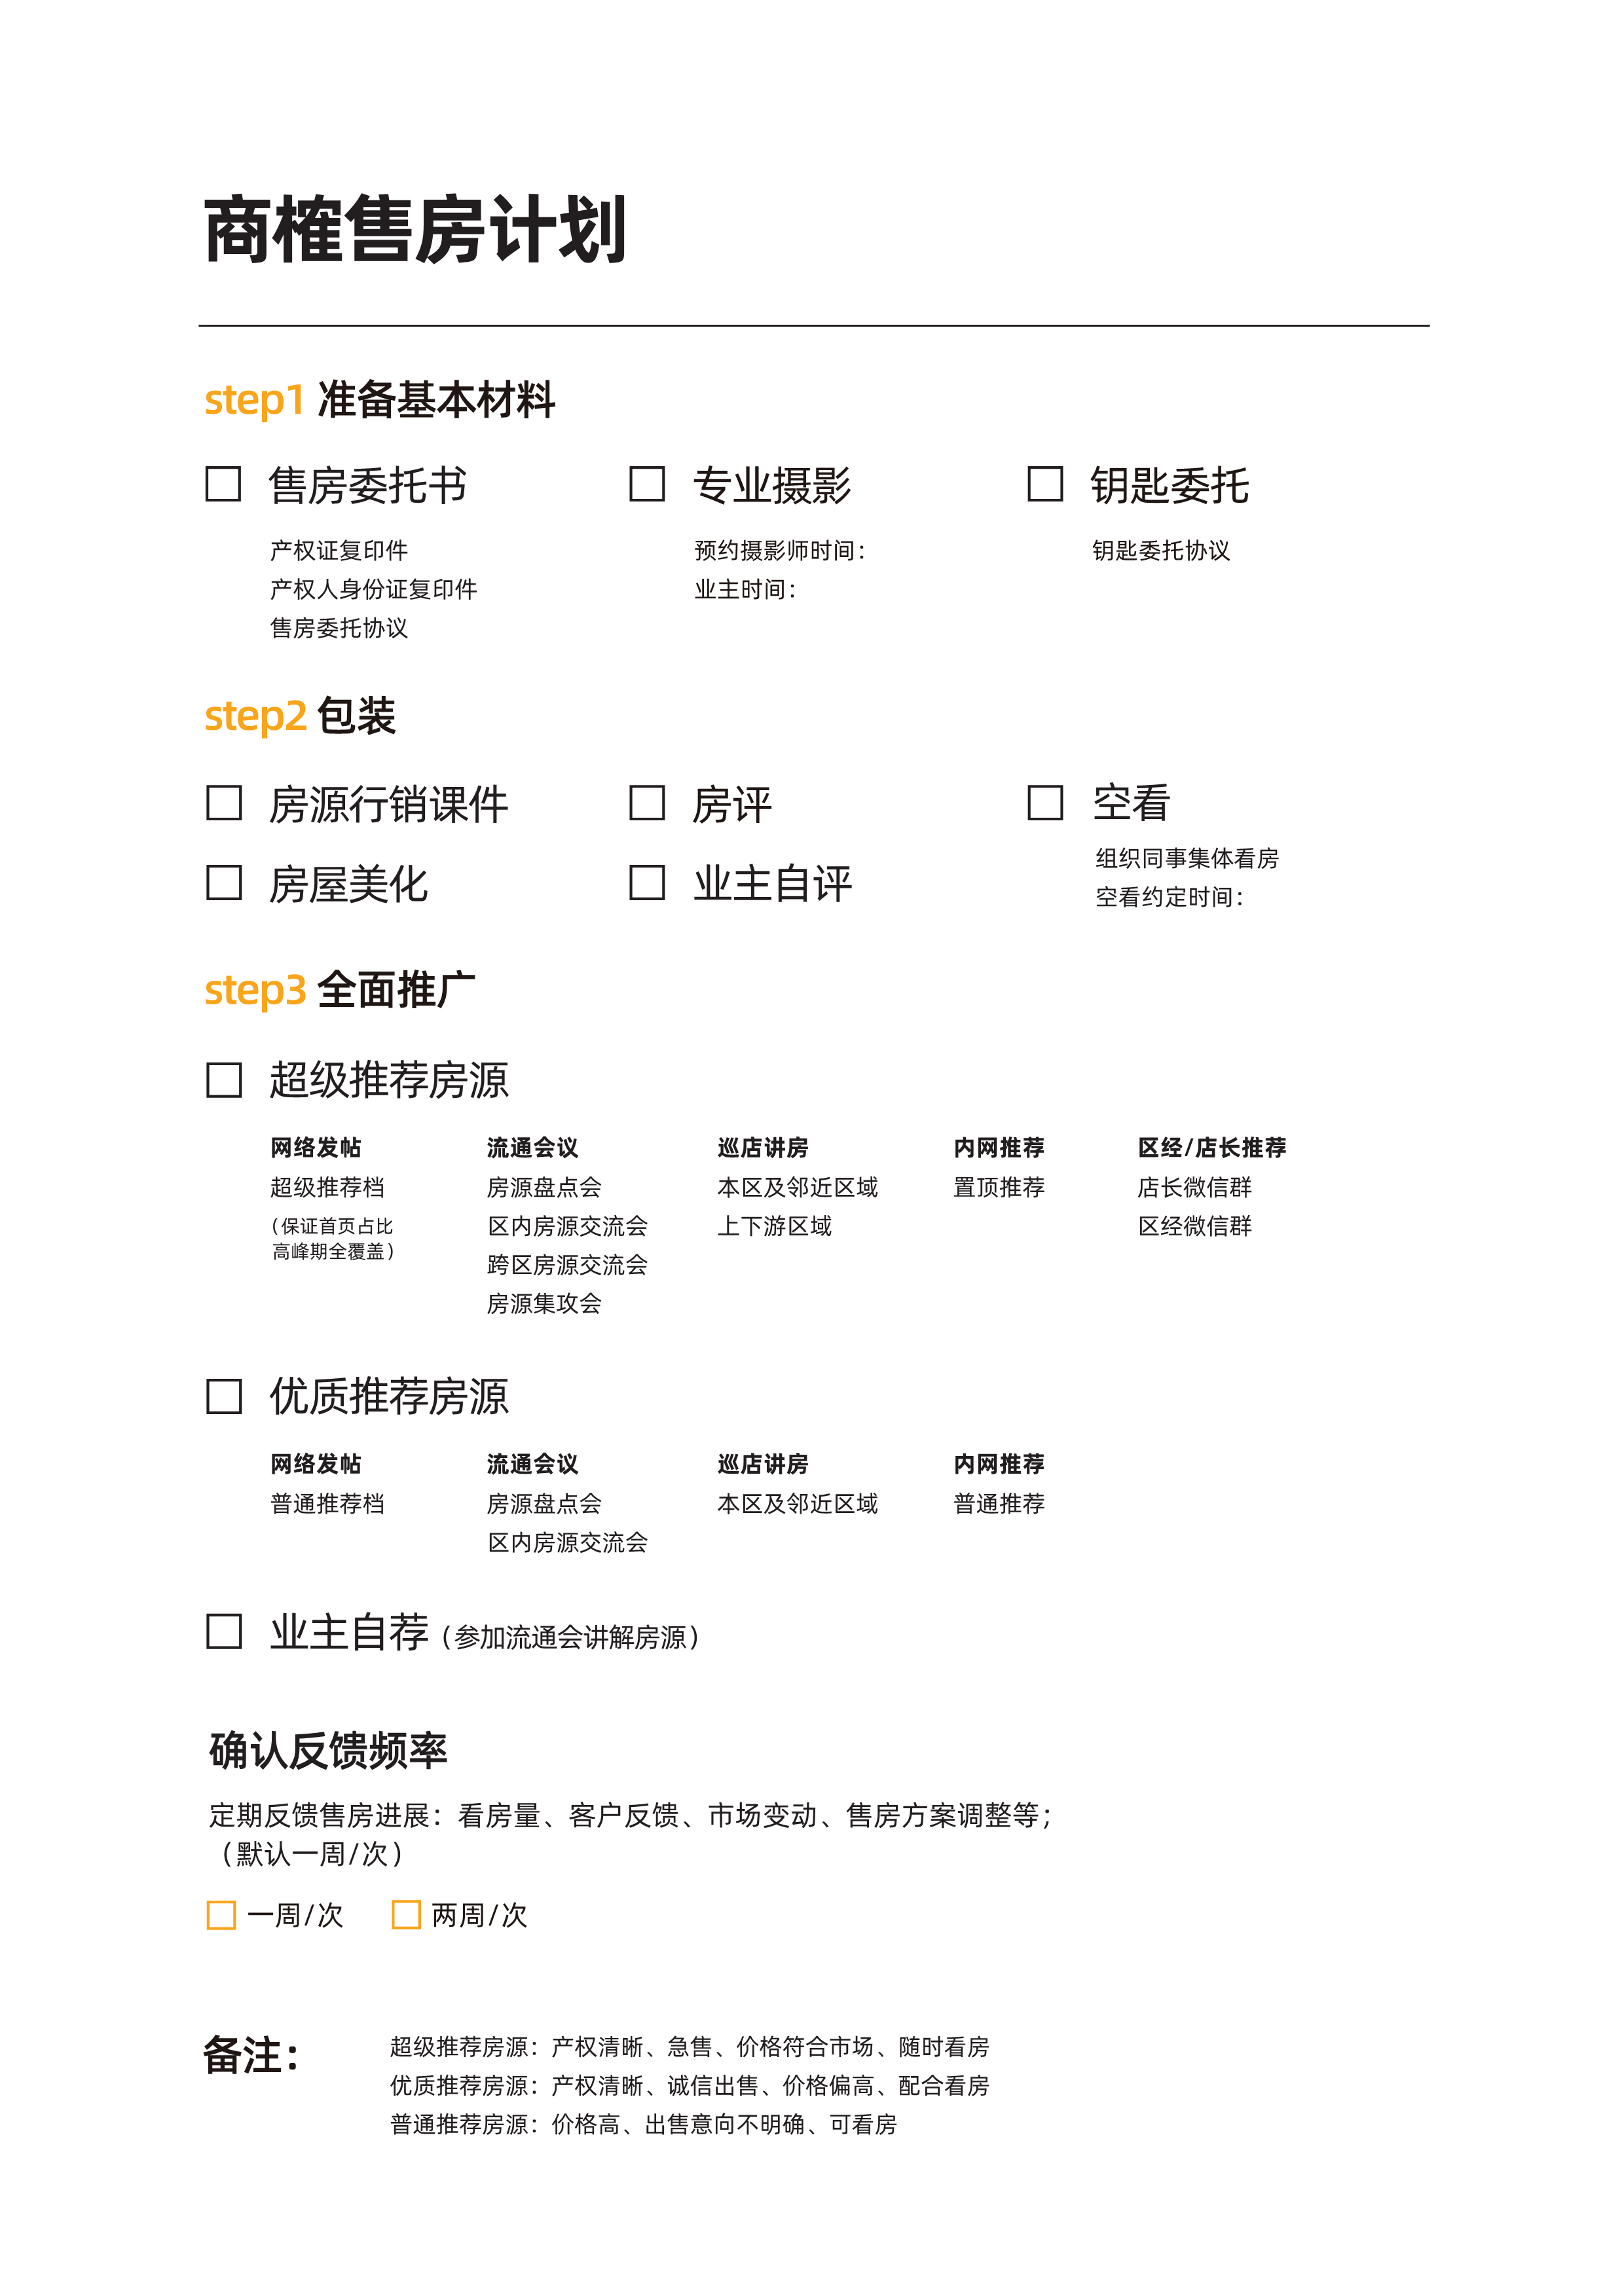 商榷售房计划
step1 准备基本材料
□ 售房委托书 □ 专业摄影 □ 钥匙委托
产权证复印件 预约摄影师时间： 钥匙委托协议
产权人身份证复印件 业主时间：
售房委托协议
step2 包装
□ 房源行销课件 □ 房评 □ 空看
组织同事集体看房
□ 房屋美化 □ 业主自评
空看约定时间：
step3 全面推广
□ 超级推荐房源
网络发帖 流通会议 巡店讲房 内网推荐 区经/店长推荐
超级推荐档 房源盘点会 本区及邻近区域 置顶推荐 店长微信群
（保证首页占比 区内房源交流会 上下游区域 区经微信群
高峰期全覆盖） 跨区房源交流会
房源集攻会
□ 优质推荐房源
网络发帖 流通会议 巡店讲房 内网推荐
普通推荐档 房源盘点会 本区及邻近区域 普通推荐
区内房源交流会
□ 业主自荐（参加流通会讲解房源）
确认反馈频率
定期反馈售房进展：看房量、客户反馈、市场变动、售房方案调整等；
（默认一周/次）
□ 一周/次 □ 两周/次
备注： 超级推荐房源：产权清晰、急售、价格符合市场、随时看房
优质推荐房源：产权清晰、诚信出售、价格偏高、配合看房
普通推荐房源：价格高、出售意向不明确、可看房